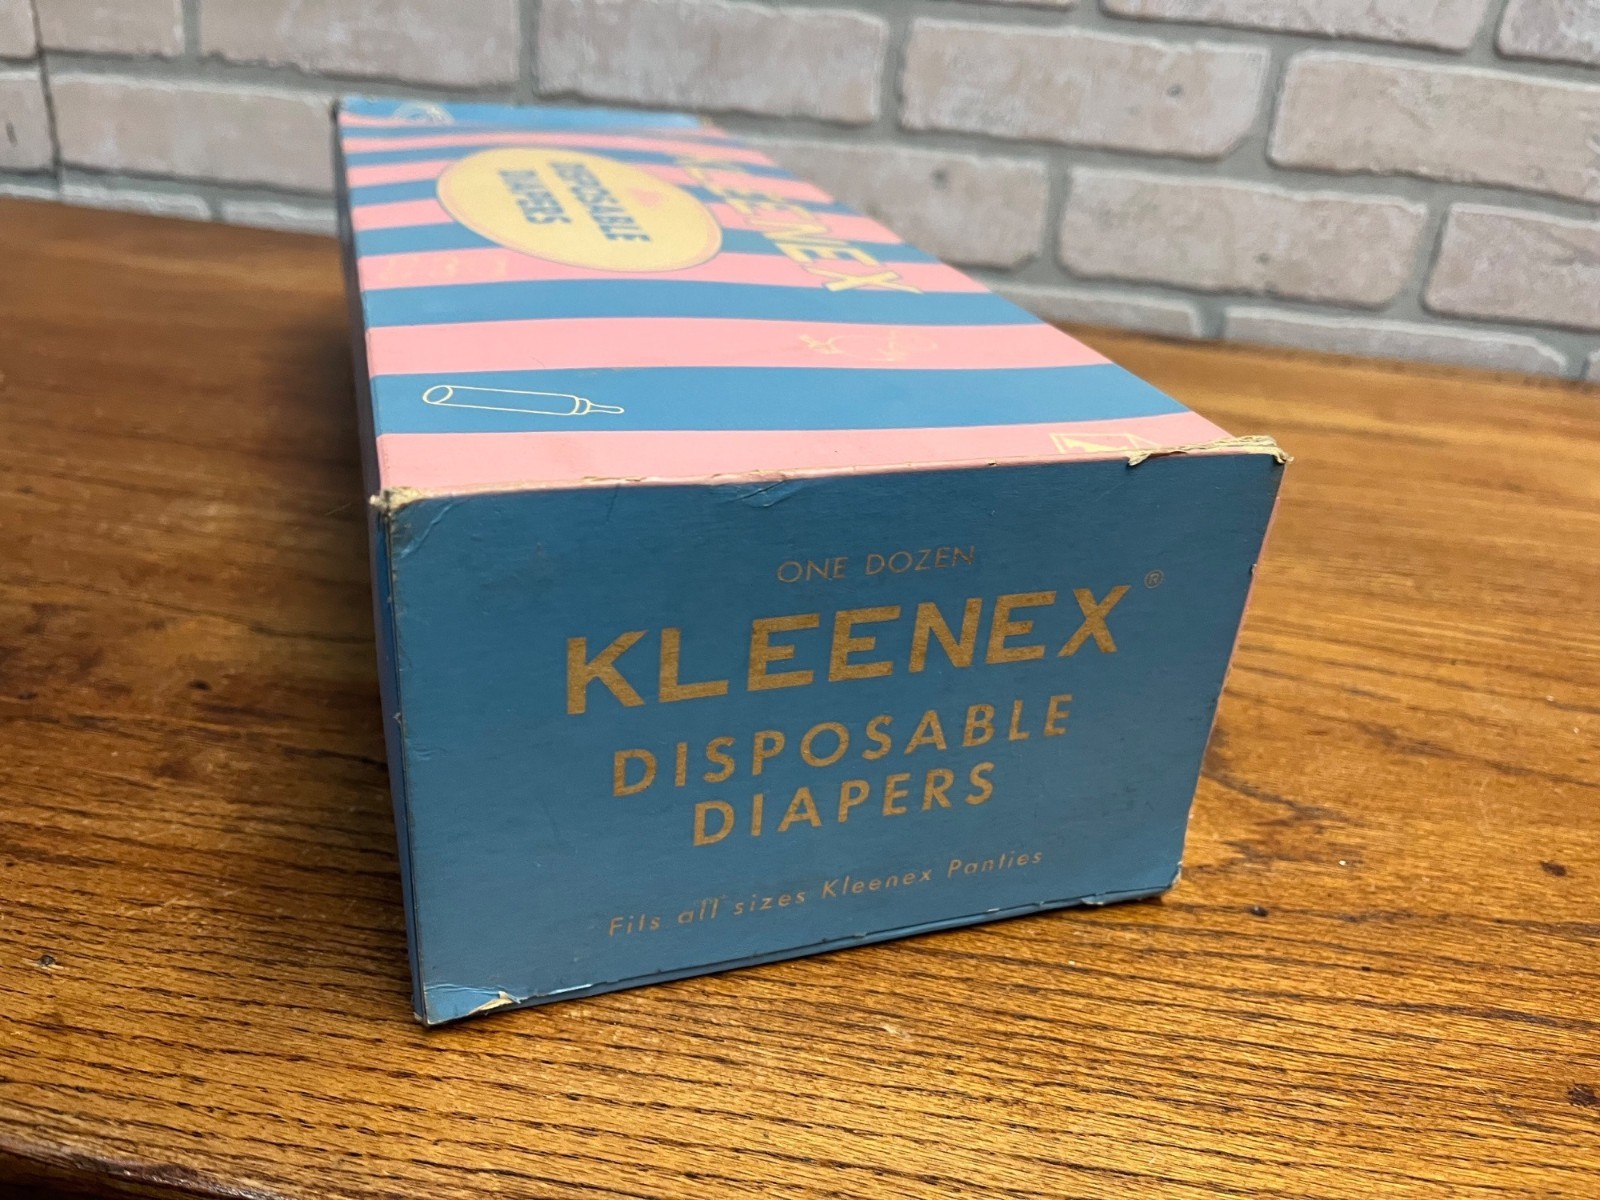 DISPOSABLE
DIAPERS
KLEENEX
ONE DOZEN
KLEENEX®
DISPOSABLE
DIAPERS
Fits all sizes Kleenex Panties